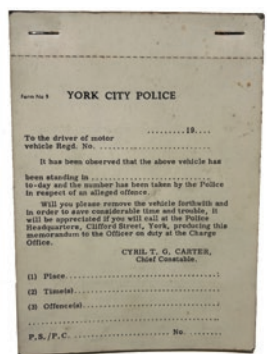 Form No 9 YORK CITY POLICE
..........19....
To the driver of motor
vehicle Regd. No. ......................
It has been observed that the above vehicle has
been standing in ........................
to-day and the number has been taken by the Police
in respect of an alleged offence.
Will you please remove the vehicle forthwith and
in order to save considerable time and trouble, it
will be appreciated if you will call at the Police
Headquarters, Clifford Street, York, producing this
memorandum to the Officer on duty at the Charge
Office.
CYRIL T. G. CARTER,
Chief Constable.
(1) Place..............................
(2) Time(s)............................
(3) Offence(s)..........................
........................................
P.S./P.C. .................... No. ..........